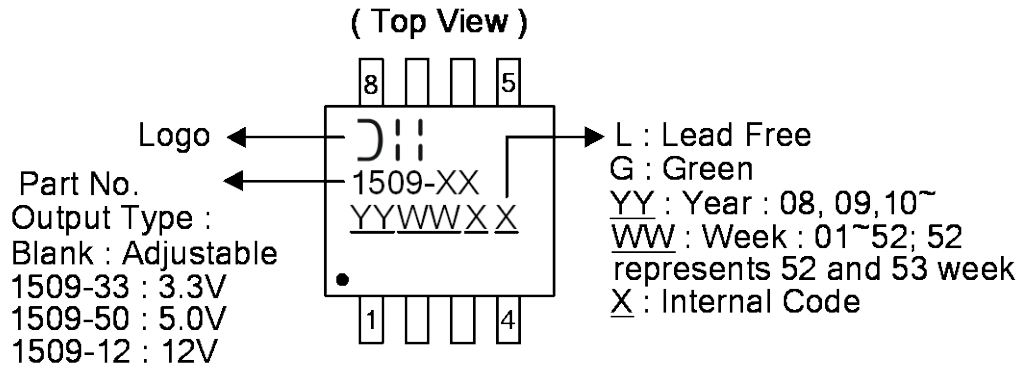 ( Top View )
8 5
Logo
1509-XX
YYWWX X
1 4
Part No.
Output Type :
Blank : Adjustable
1509-33 : 3.3V
1509-50 : 5.0V
1509-12 : 12V
L : Lead Free
G : Green
YY : Year : 08, 09,10~
WW : Week : 01~52; 52
represents 52 and 53 week
X : Internal Code